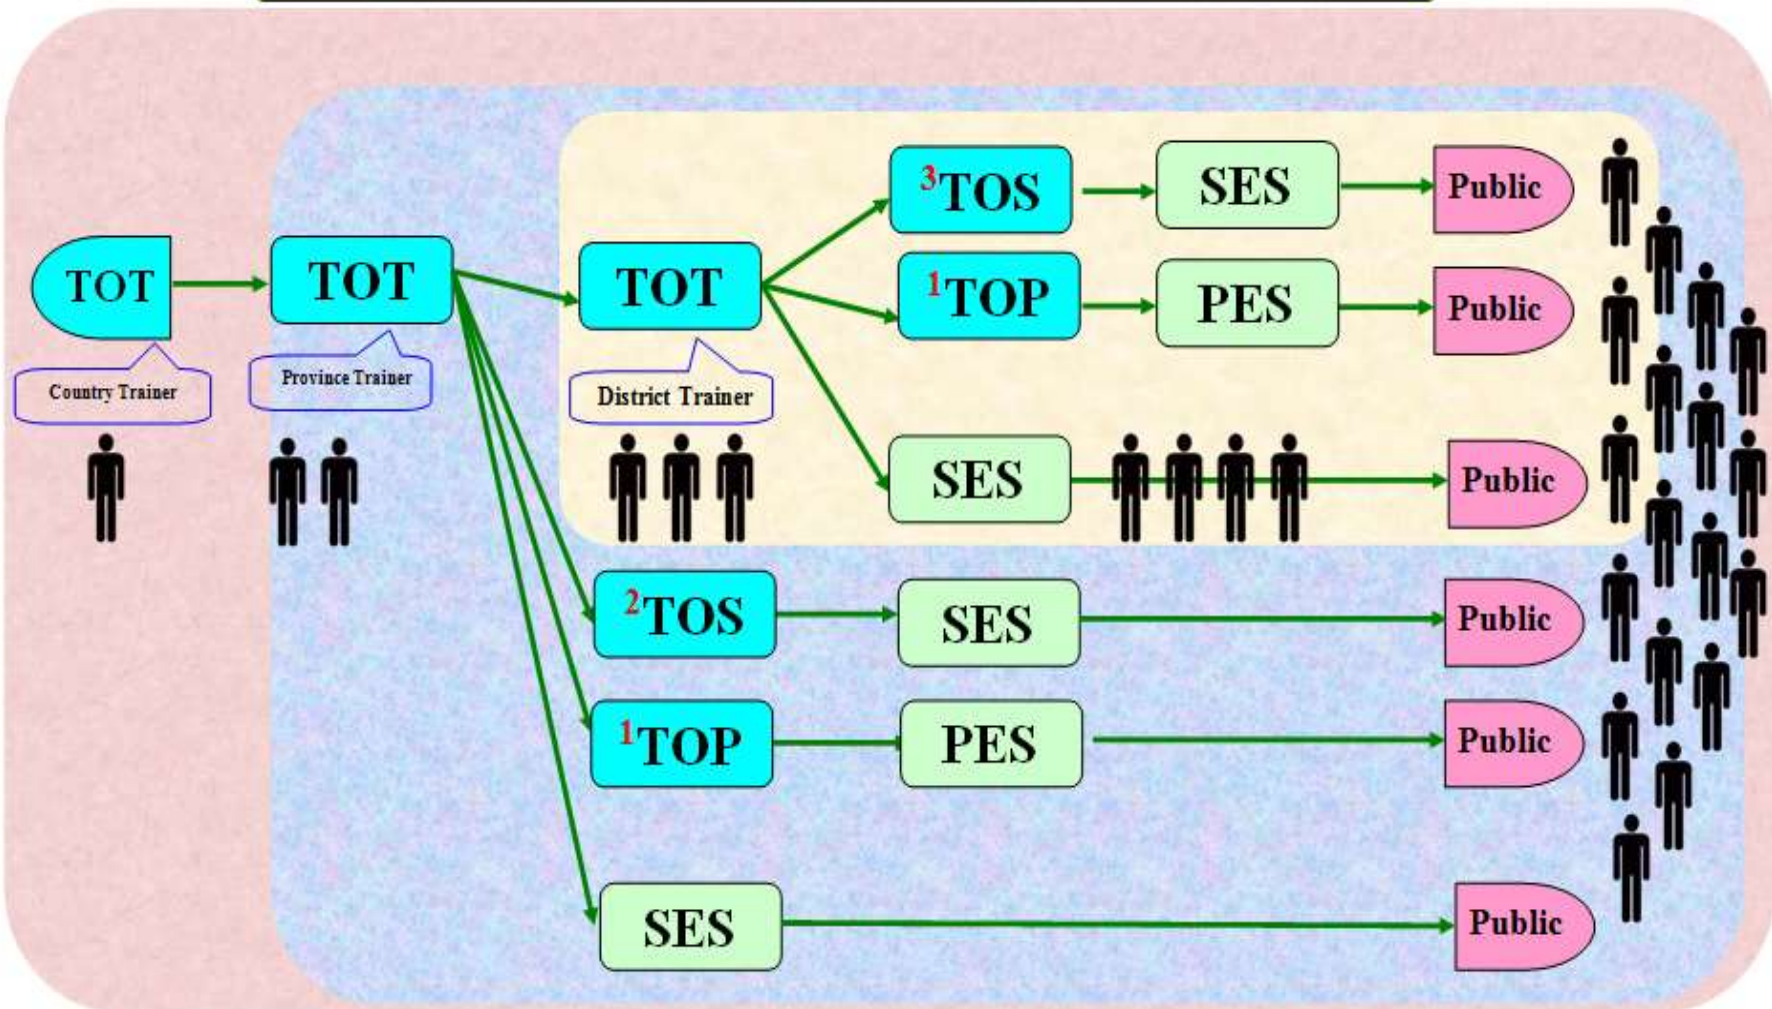 3TOS
SES
Public
TOT
TOT
TOT
1TOP
PES
Public
Country Trainer
Province Trainer
District Trainer
SES
Public
2TOS
SES
Public
1TOP
PES
Public
SES
Public